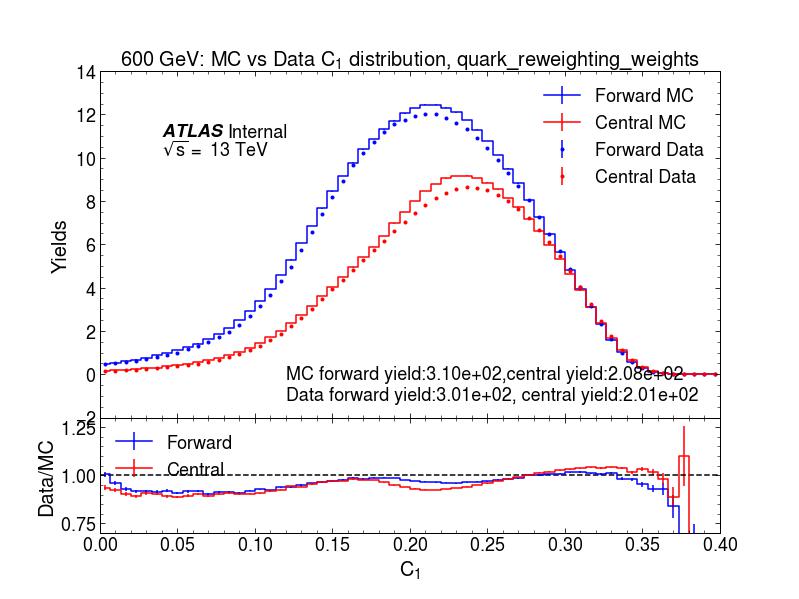 600 GeV: MC vs Data C₁ distribution, quark_reweighting_weights
14
12
10
8
6
4
2
0
−2
Yields
ATLAS Internal
√s = 13 TeV
Forward MC
Central MC
Forward Data
Central Data
MC forward yield:3.10e+02,central yield:2.08e+02
Data forward yield:3.01e+02, central yield:2.01e+02
1.25
1.00
0.75
Data/MC
Forward
Central
0.00 0.05 0.10 0.15 0.20 0.25 0.30 0.35 0.40
C₁